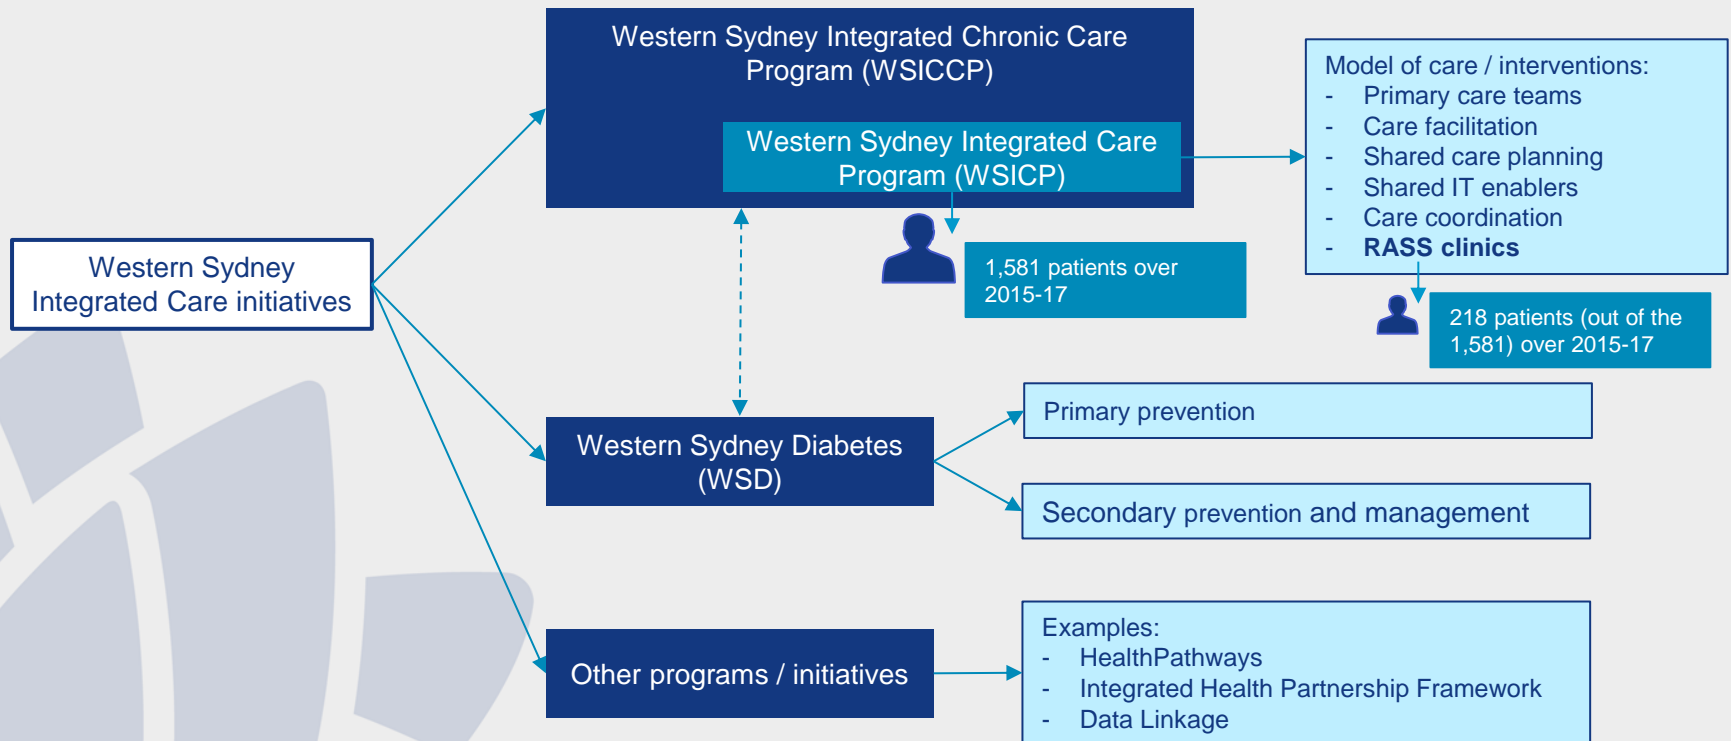 Western Sydney Integrated Chronic Care
Program (WSICCP)
Western Sydney Integrated Care
Program (WSICP)
Model of care / interventions:
- Primary care teams
- Care facilitation
- Shared care planning
- Shared IT enablers
- Care coordination
- RASS clinics
Western Sydney
Integrated Care initiatives
1,581 patients over
2015-17
218 patients (out of the
1,581) over 2015-17
Western Sydney Diabetes
(WSD)
Primary prevention
Secondary prevention and management
Other programs / initiatives
Examples:
- HealthPathways
- Integrated Health Partnership Framework
- Data Linkage